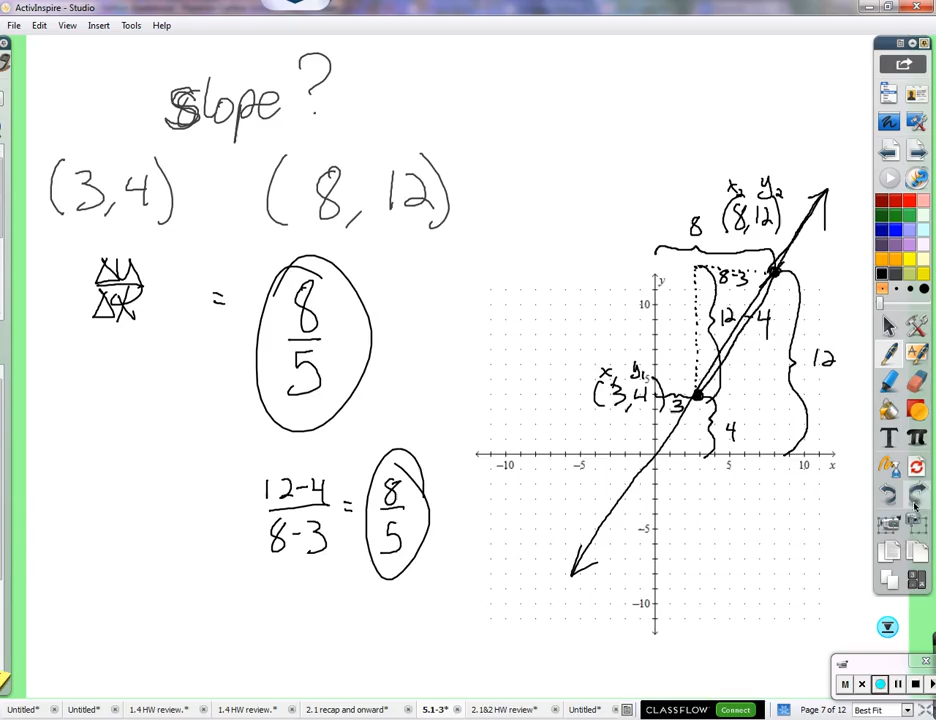 ActivInspire - Studio
File Edit View Insert Tools Help
slope?
(3,4) (8,12)
Δy
Δx
=
8
5
12-4
8-3
=
8
5
x2 y2
(8,12)
8
8-3
12-4
12
x1 y1
(3,4)
3
4
y
10
5
-10 -5 5 10 x
-5
-10
T π
M
Untitled* Untitled* 1.4 HW review.* 1.4 HW review.* 2.1 recap and onward* 5.1-3* 2.1&2 HW review* Untitled* CLASSFLOW Connect Page 7 of 12 Best Fit